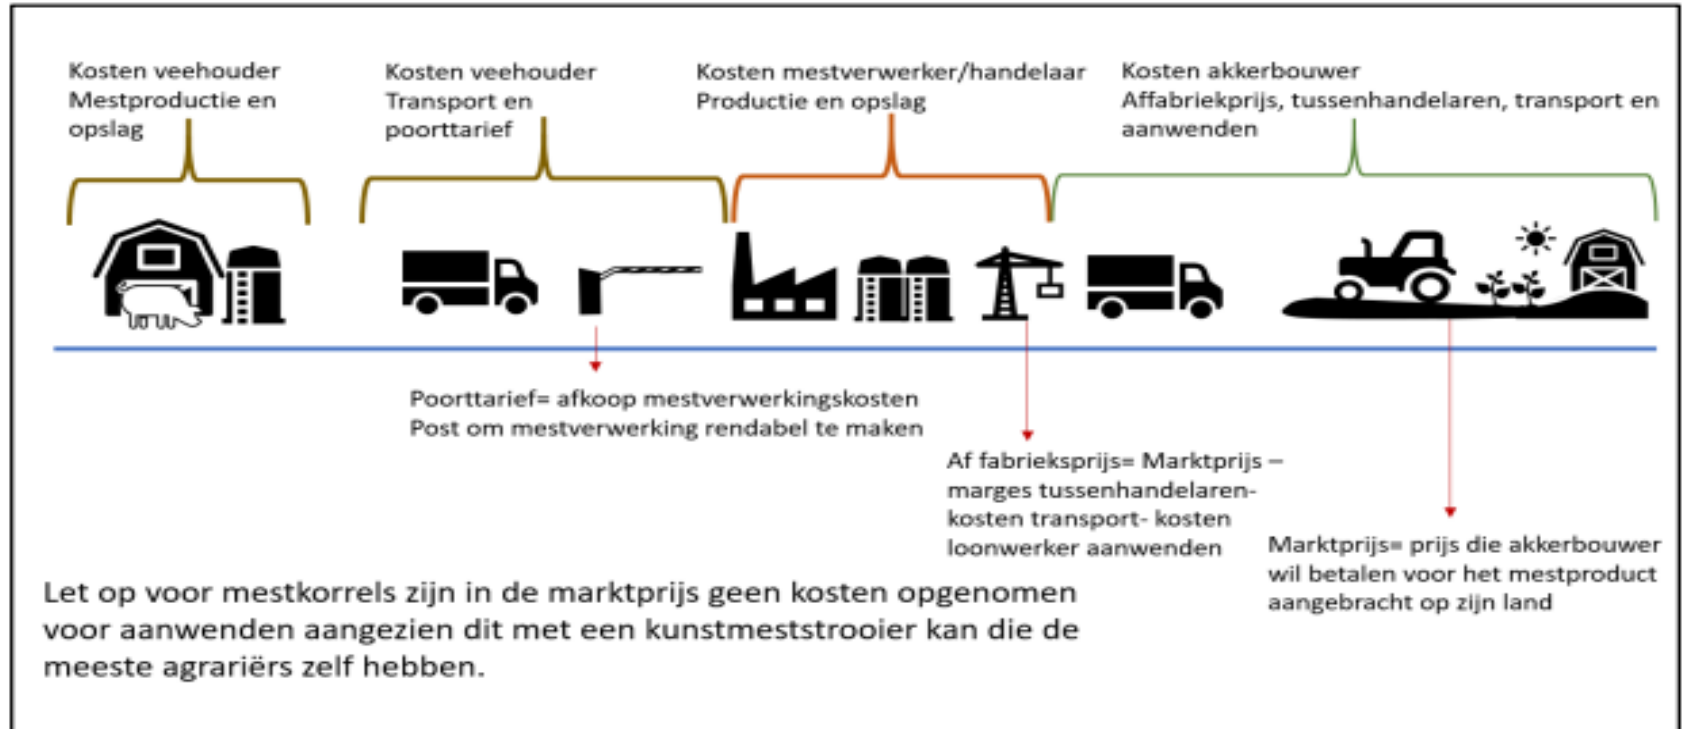 Kosten veehouder
Mestproductie en
opslag
Kosten veehouder
Transport en
poorttarief
Kosten mestverwerker/handelaar
Productie en opslag
Kosten akkerbouwer
Affabriekprijs, tussenhandelaren, transport en
aanwenden
Poorttarief= afkoop mestverwerkingskosten
Post om mestverwerking rendabel te maken
Af fabrieksprijs= Marktprijs –
marges tussenhandelaren-
kosten transport- kosten
loonwerker aanwenden
Marktprijs= prijs die akkerbouwer
wil betalen voor het mestproduct
aangebracht op zijn land
Let op voor mestkorrels zijn in de marktprijs geen kosten opgenomen
voor aanwenden aangezien dit met een kunstmeststrooier kan die de
meeste agrariërs zelf hebben.